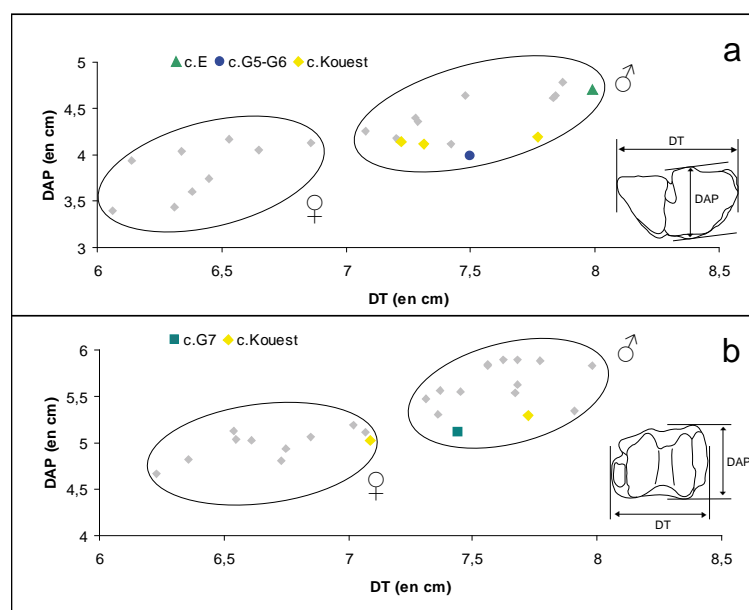 a
c.E c.G5-G6 c.Kouest
♂
DAP (en cm)
5
4,5
4
3,5
3
♀
DT
DAP
6 6,5 7 7,5 8 8,5
DT (en cm)
b
c.G7 c.Kouest
♂
DAP (en cm)
6
5,5
5
4,5
4
♀
DAP
DT
6 6,5 7 7,5 8 8,5
DT (en cm)